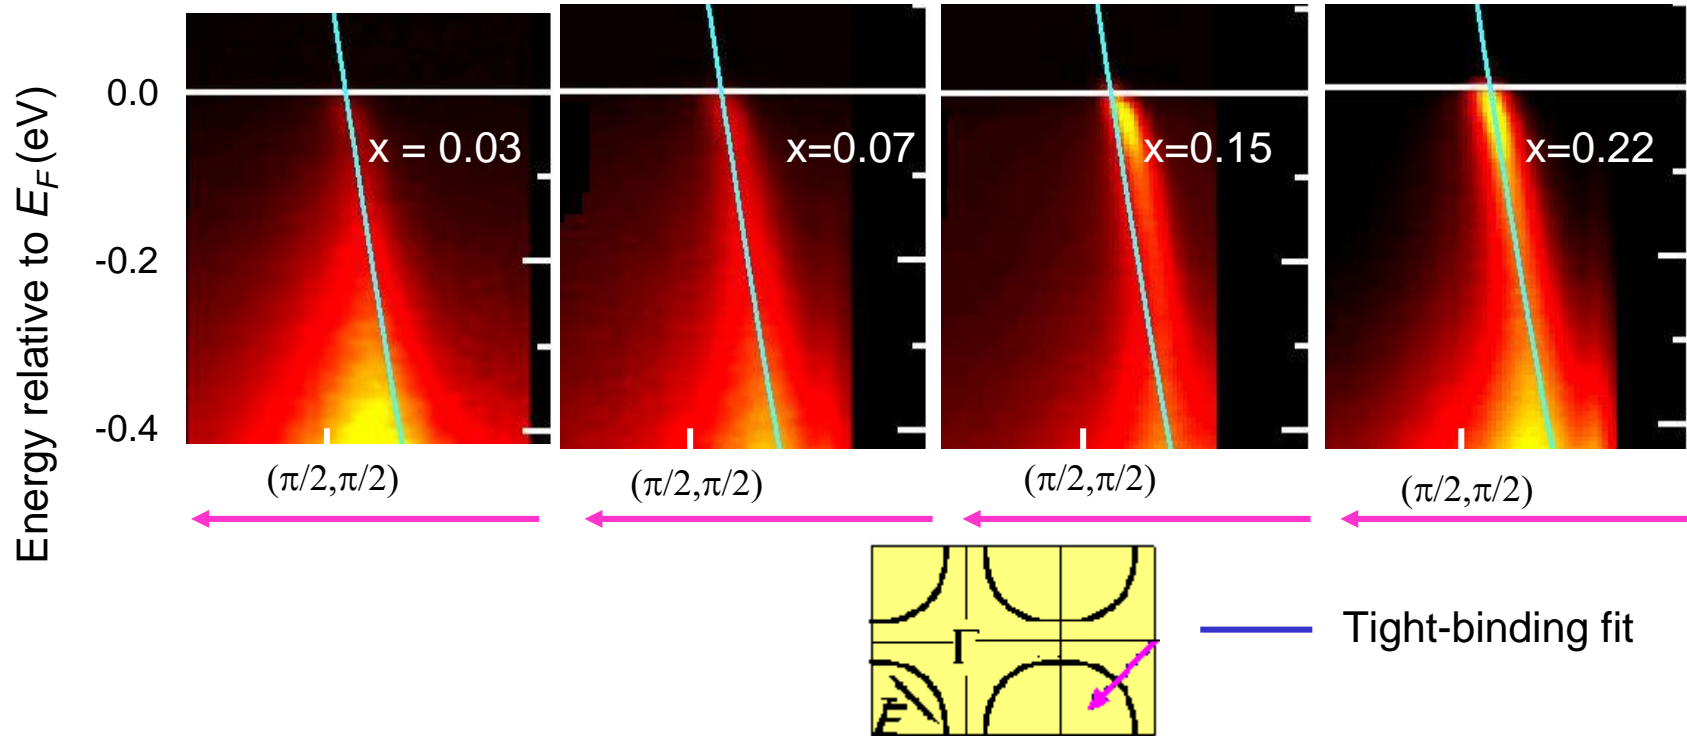 Energy relative to E_F(eV)
0.0
-0.2
-0.4
x = 0.03
x=0.07
x=0.15
x=0.22
(π/2,π/2)
(π/2,π/2)
(π/2,π/2)
(π/2,π/2)
Γ
Tight-binding fit